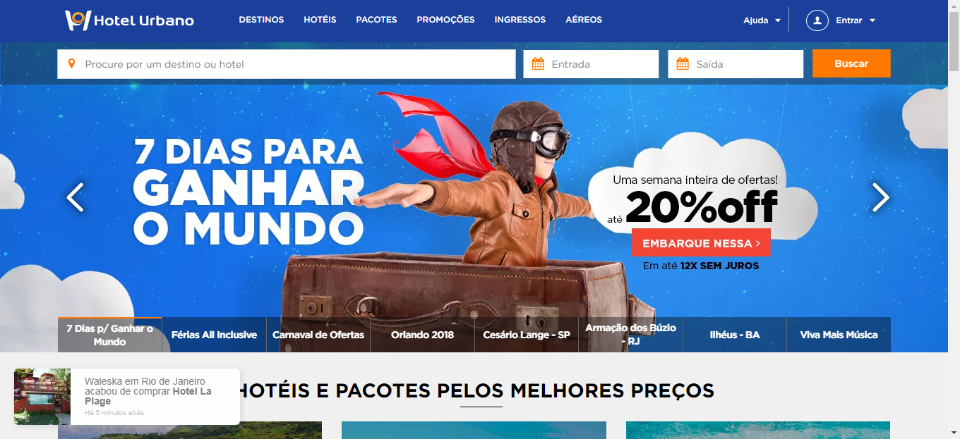 Hotel Urbano
DESTINOS HOTÉIS PACOTES PROMOÇÕES INGRESSOS AÉREOS
Ajuda
Entrar
Procure por um destino ou hotel
Entrada
Saída
Buscar
7 DIAS PARA
GANHAR
O MUNDO
Uma semana inteira de ofertas!
até 20%off
EMBARQUE NESSA >
Em até 12X SEM JUROS
7 Dias p/ Ganhar o
Mundo
Férias All Inclusive
Carnaval de Ofertas
Orlando 2018
Cesário Lange - SP
Armação dos Búzio -
RJ
Ilhéus - BA
Viva Mais Música
HOTÉIS E PACOTES PELOS MELHORES PREÇOS
Waleska em Rio de Janeiro
acabou de comprar Hotel La
Plage
Há 5 minutos atrás